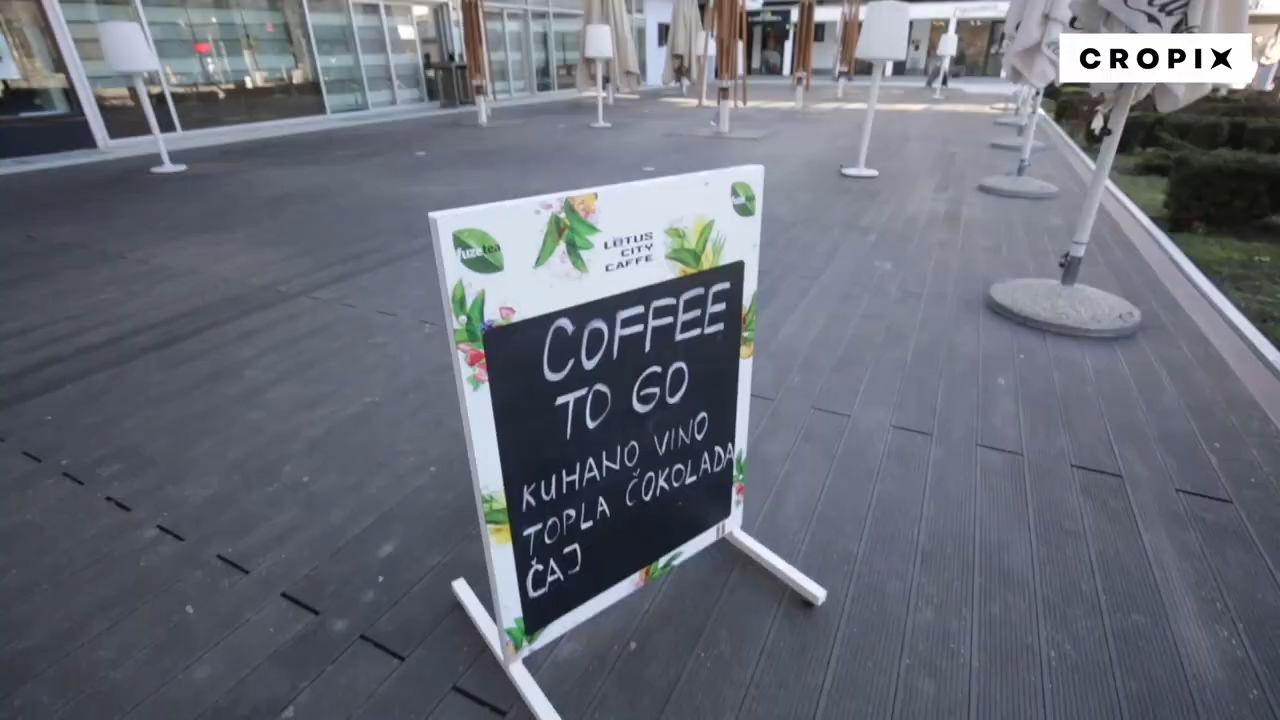 CROPIX
fuzetea
LOTUS
CITY
CAFFE
COFFEE
TO GO
KUHANO VINO
TOPLA ČOKOLADA
ČAJ